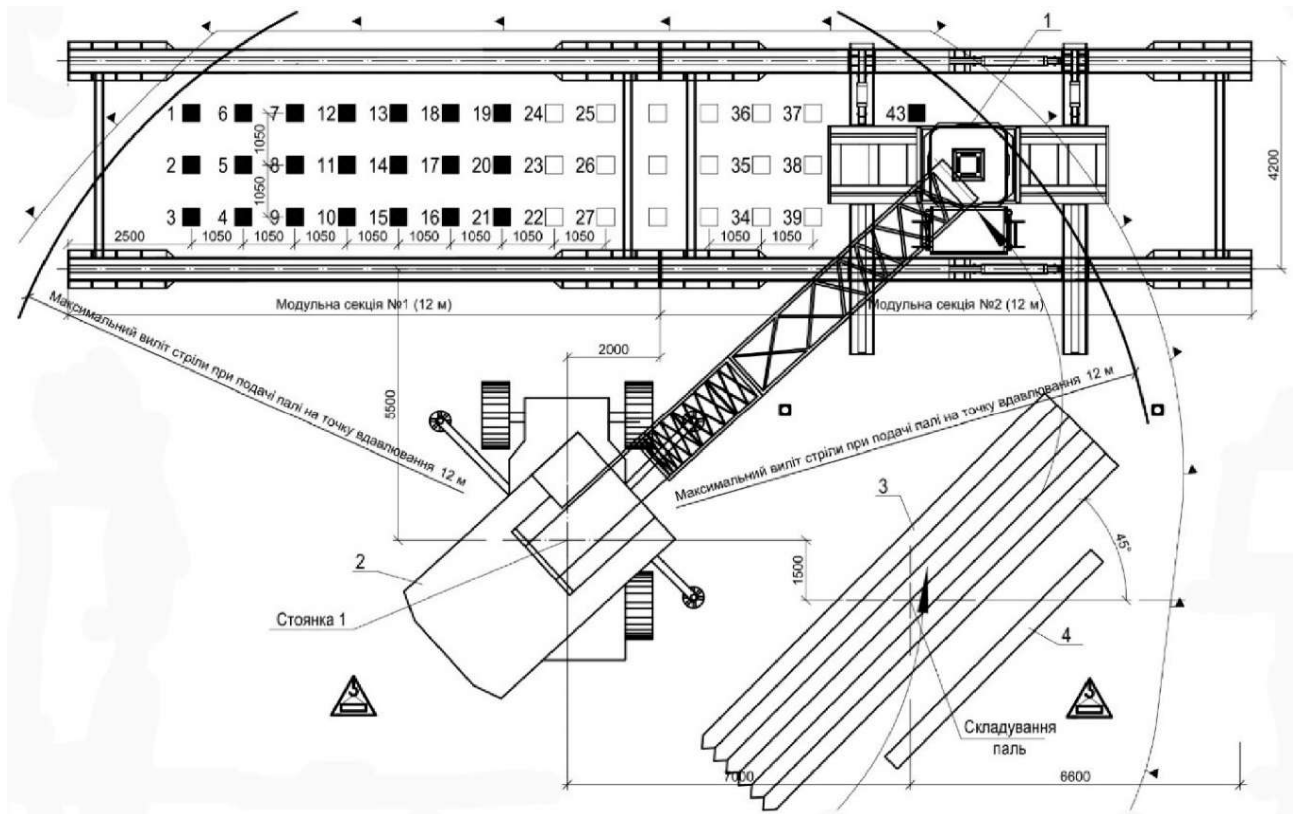 1
1 6 7 12 13 18 19 24 25 36 37 43
1050
2 5 8 11 14 17 20 23 26 35 38
1050
4200
3 4 9 10 15 16 21 22 27 34 39
2500 1050 1050 1050 1050 1050 1050 1050 1050 1050 1050
Модульна секція №1 (12 м)
Модульна секція №2 (12 м)
Максимальний виліт стріли при подачі палі на точку вдавлювання 12 м
2000
5500
Максимальний виліт стріли при подачі палі на точку вдавлювання 12 м
3
45°
2
1500
Стоянка 1
4
Складування
паль
7000
6600